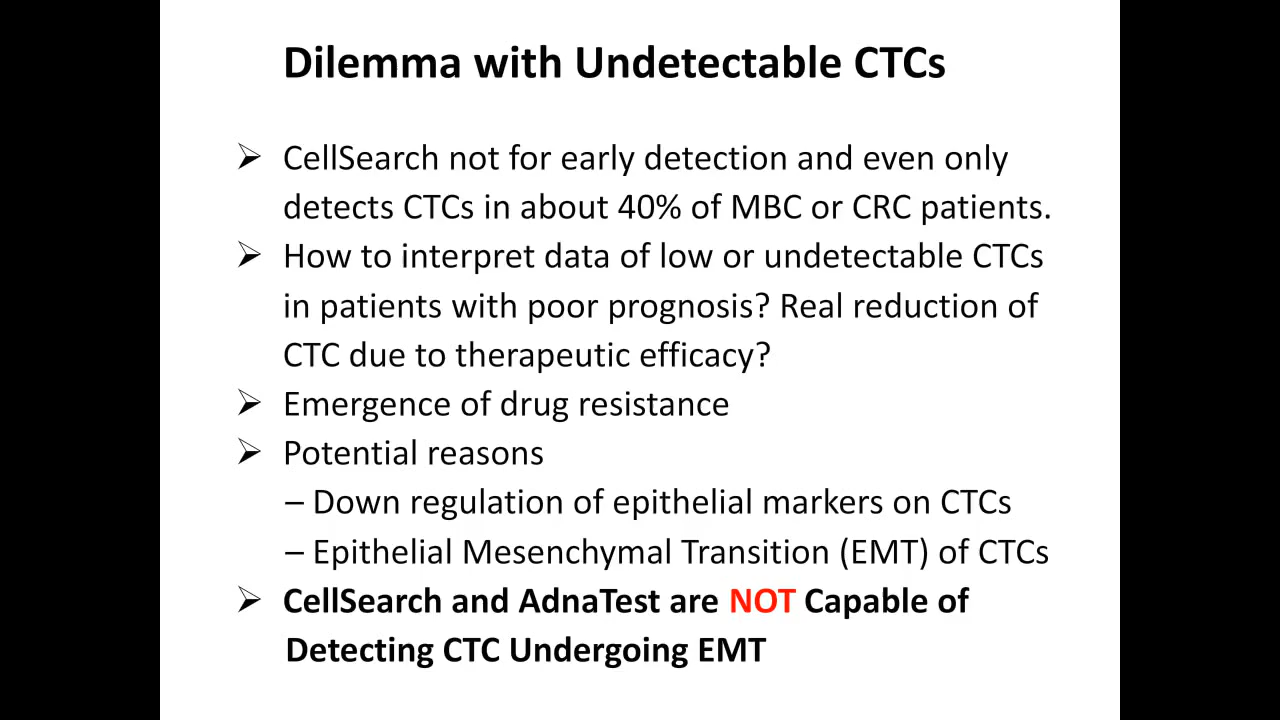 Dilemma with Undetectable CTCs
➢ CellSearch not for early detection and even only
detects CTCs in about 40% of MBC or CRC patients.
➢ How to interpret data of low or undetectable CTCs
in patients with poor prognosis? Real reduction of
CTC due to therapeutic efficacy?
➢ Emergence of drug resistance
➢ Potential reasons
– Down regulation of epithelial markers on CTCs
– Epithelial Mesenchymal Transition (EMT) of CTCs
➢ CellSearch and AdnaTest are NOT Capable of
Detecting CTC Undergoing EMT